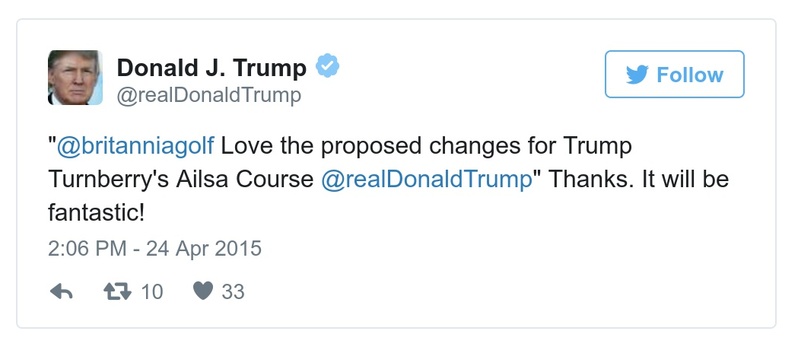 Donald J. Trump
@realDonaldTrump
Follow
"@britanniagolf Love the proposed changes for Trump
Turnberry's Ailsa Course @realDonaldTrump" Thanks. It will be
fantastic!
2:06 PM - 24 Apr 2015
10 33